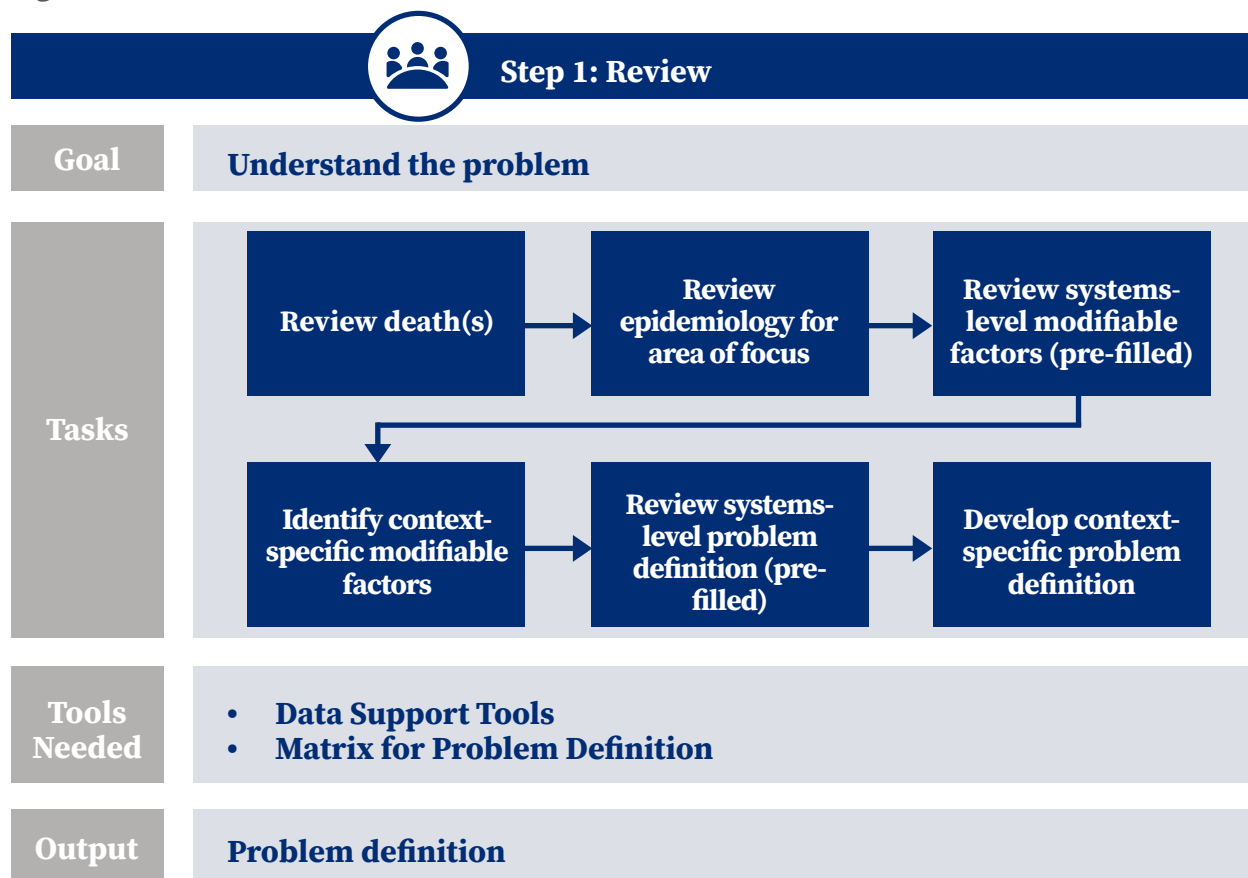 Step 1: Review
Goal
Understand the problem
Tasks
Review death(s)
Review
epidemiology for
area of focus
Review systems-
level modifiable
factors (pre-filled)
Identify context-
specific modifiable
factors
Review systems-
level problem
definition (pre-
filled)
Develop context-
specific problem
definition
Tools
Needed
• Data Support Tools
• Matrix for Problem Definition
Output
Problem definition